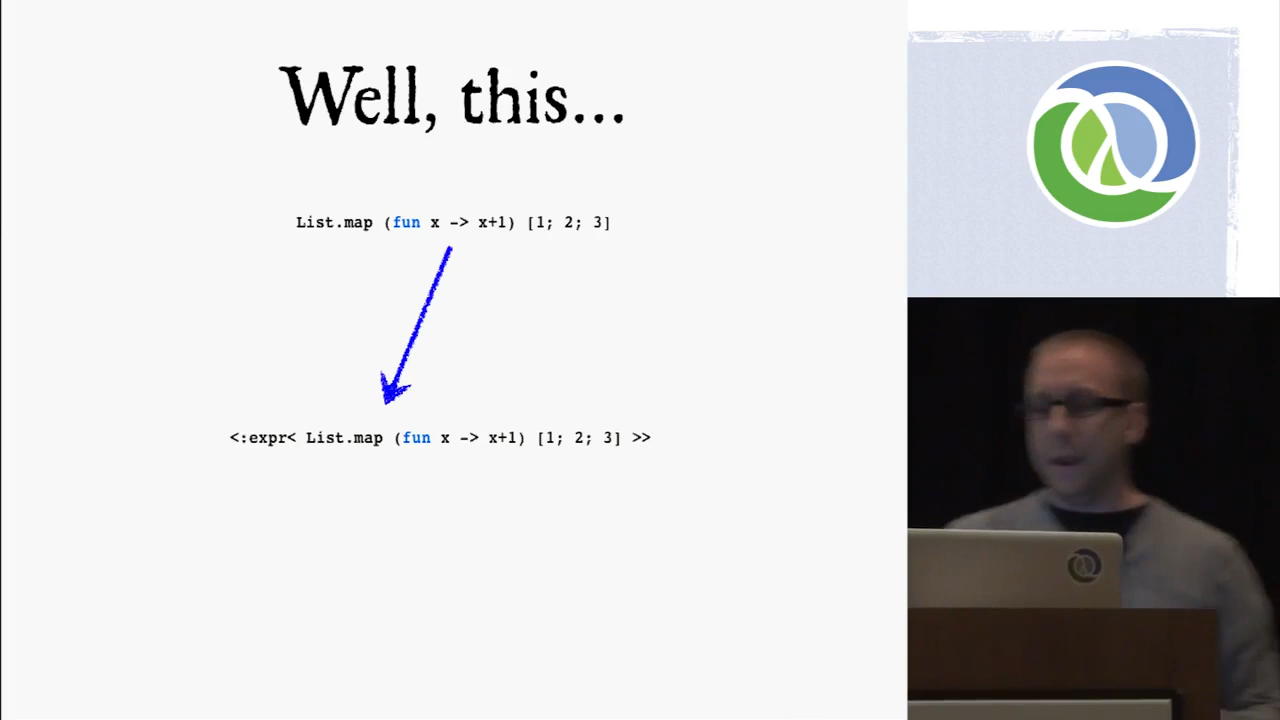 Well, this...
List.map (fun x -> x+1) [1; 2; 3]
<:expr< List.map (fun x -> x+1) [1; 2; 3] >>